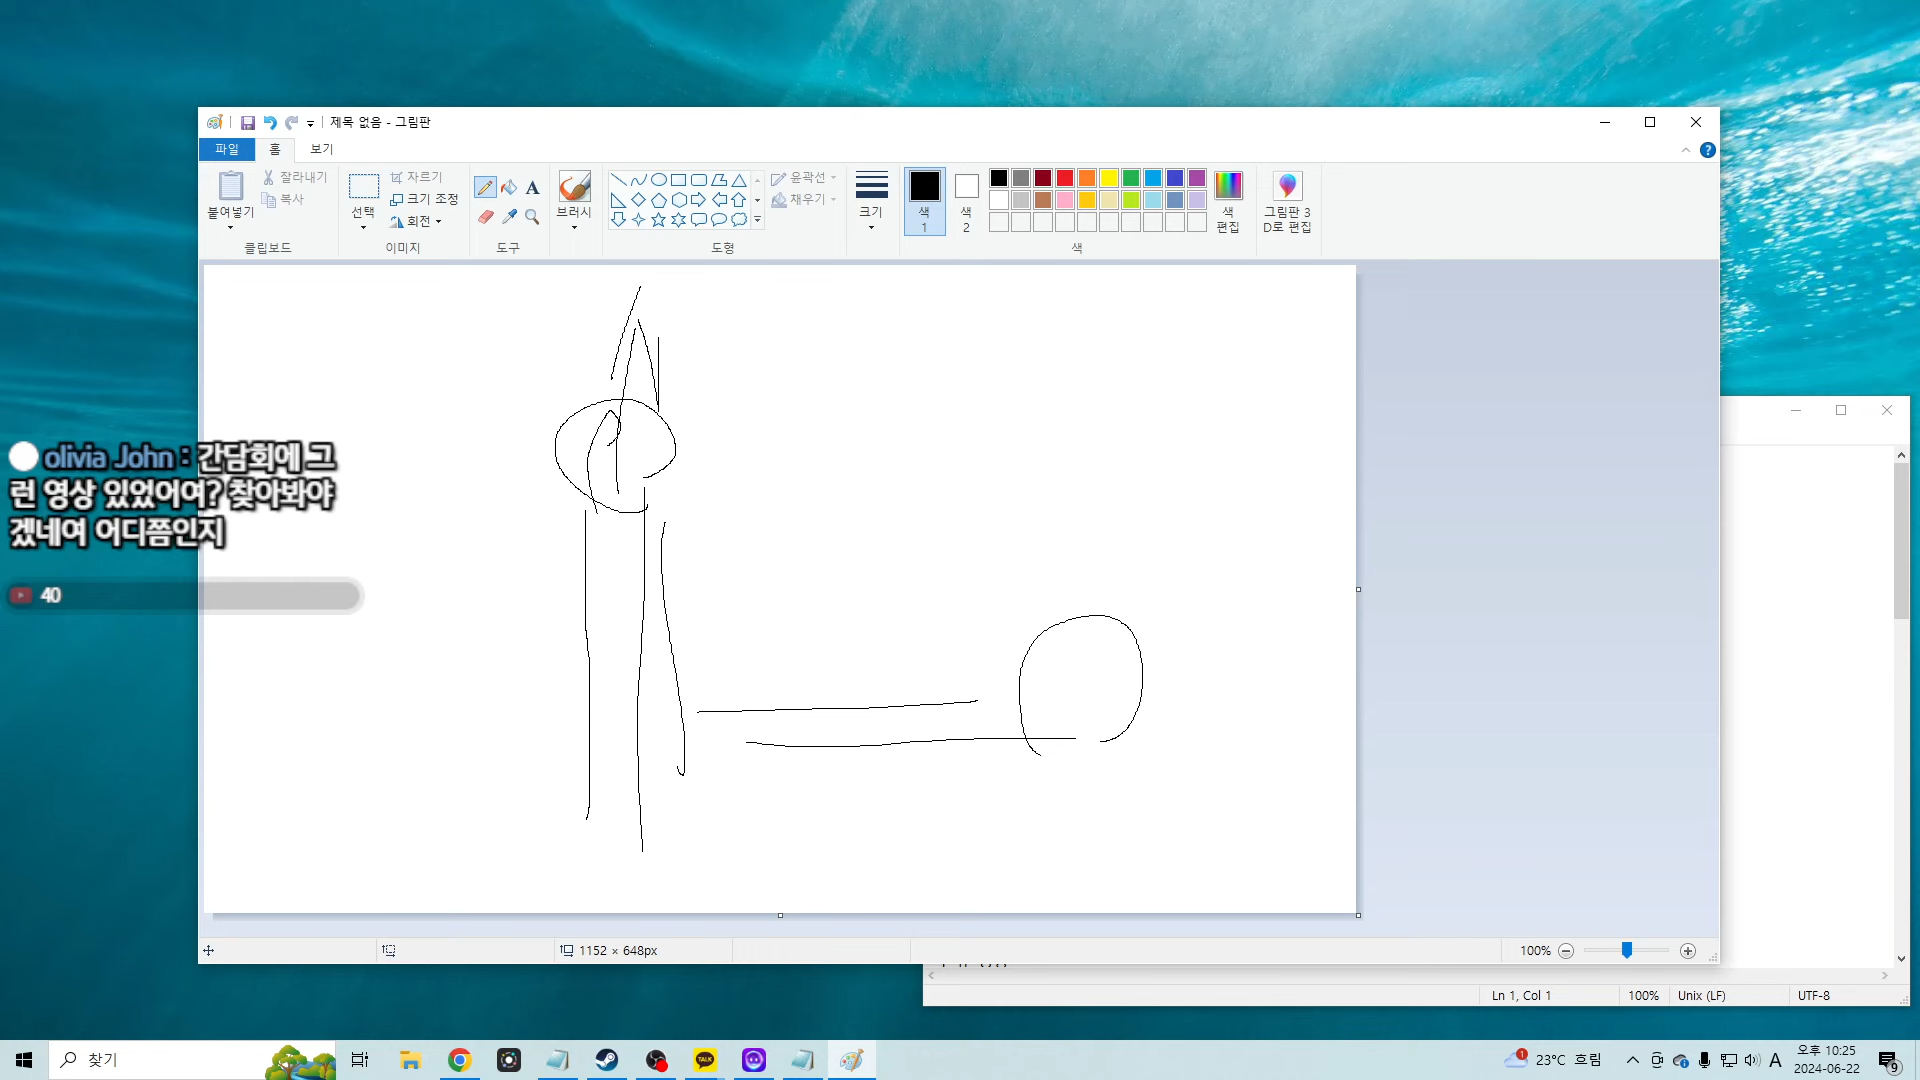 제목 없음 - 그림판
파일 홈 보기
붙여넣기
잘라내기
복사
클립보드
선택
자르기
크기 조정
회전
이미지
A
도구
브러시
윤곽선
채우기
도형
크기
색
1
색
2
색
편집
색
그림판 3
D로 편집
olivia John : 간담회에 그
런 영상 있었어여? 찾아봐야
겠네여 어디쯤인지
40
1152 × 648px
100%
Ln 1, Col 1
100%
Unix (LF)
UTF-8
찾기
TALK
1
23°C 흐림
A
오후 10:25
2024-06-22
9